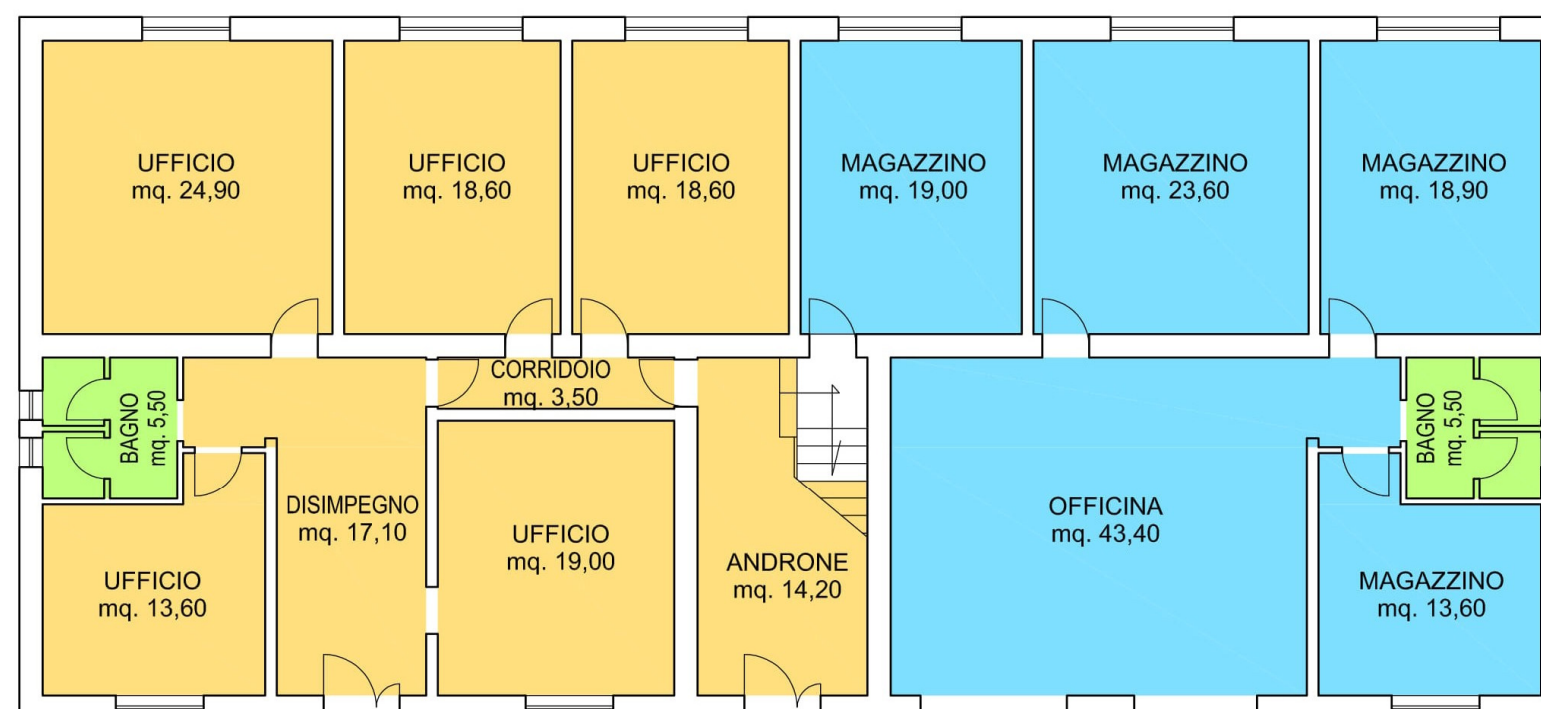 UFFICIO
mq. 24,90
UFFICIO
mq. 18,60
UFFICIO
mq. 18,60
MAGAZZINO
mq. 19,00
MAGAZZINO
mq. 23,60
MAGAZZINO
mq. 18,90
BAGNO
mq. 5,50
CORRIDOIO
mq. 3,50
BAGNO
mq. 5,50
DISIMPEGNO
mq. 17,10
UFFICIO
mq. 19,00
OFFICINA
mq. 43,40
ANDRONE
mq. 14,20
UFFICIO
mq. 13,60
MAGAZZINO
mq. 13,60